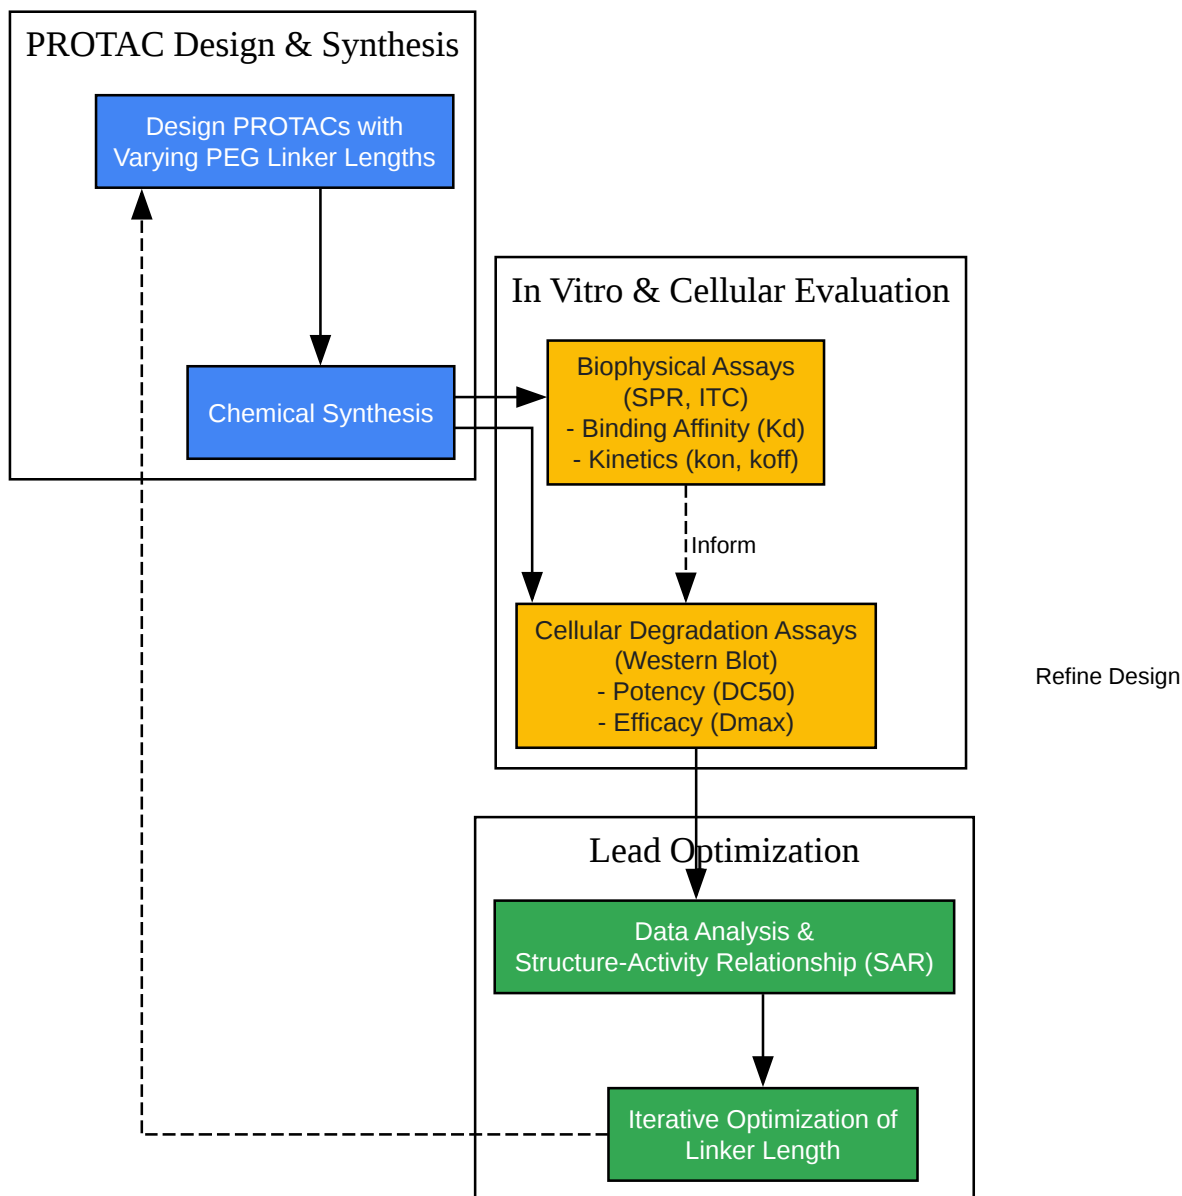 PROTAC Design & Synthesis
Design PROTACs with
Varying PEG Linker Lengths
Chemical Synthesis
In Vitro & Cellular Evaluation
Biophysical Assays
(SPR, ITC)
- Binding Affinity (Kd)
- Kinetics (kon, koff)
Inform
Cellular Degradation Assays
(Western Blot)
- Potency (DC50)
- Efficacy (Dmax)
Refine Design
Lead Optimization
Data Analysis &
Structure-Activity Relationship (SAR)
Iterative Optimization of
Linker Length